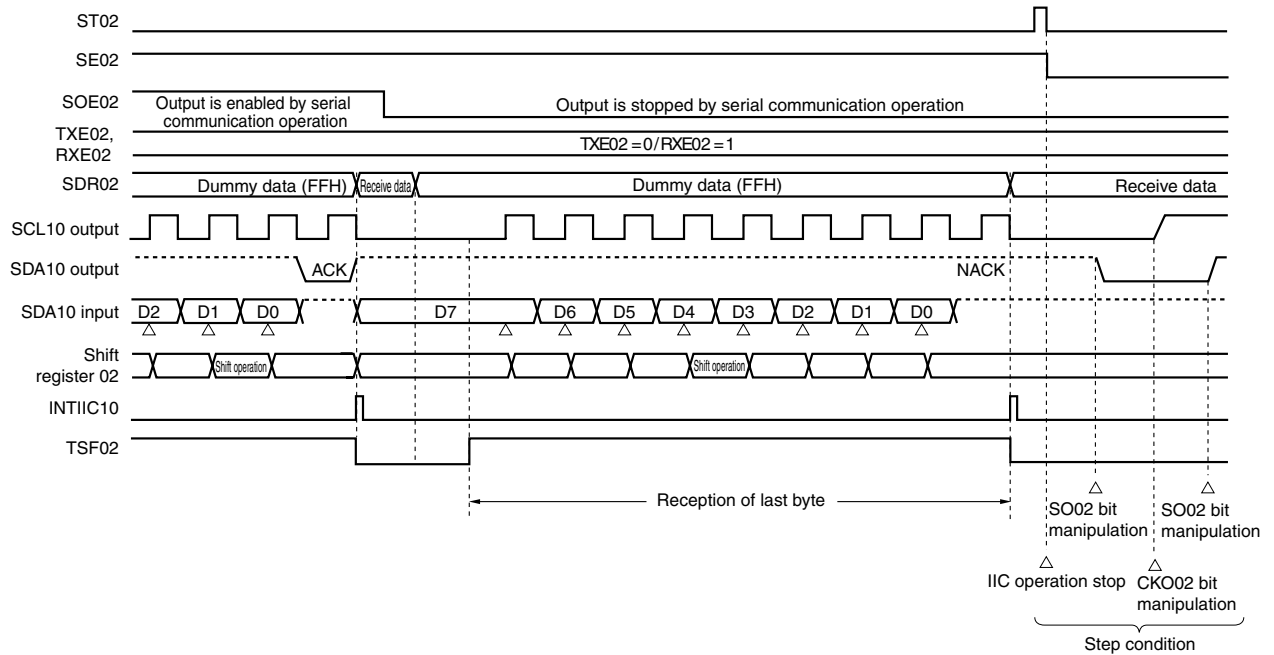 ST02
SE02
SOE02
Output is enabled by serial
communication operation
Output is stopped by serial communication operation
TXE02,
RXE02
TXE02=0/RXE02=1
SDR02
Dummy data (FFH)
Receive data
Dummy data (FFH)
Receive data
SCL10 output
SDA10 output
ACK
NACK
SDA10 input
D2
D1
D0
D7
D6
D5
D4
D3
D2
D1
D0
Shift
register 02
Shift operation
Shift operation
INTIIC10
TSF02
Reception of last byte
SO02 bit
manipulation
SO02 bit
manipulation
IIC operation stop
CKO02 bit
manipulation
Step condition